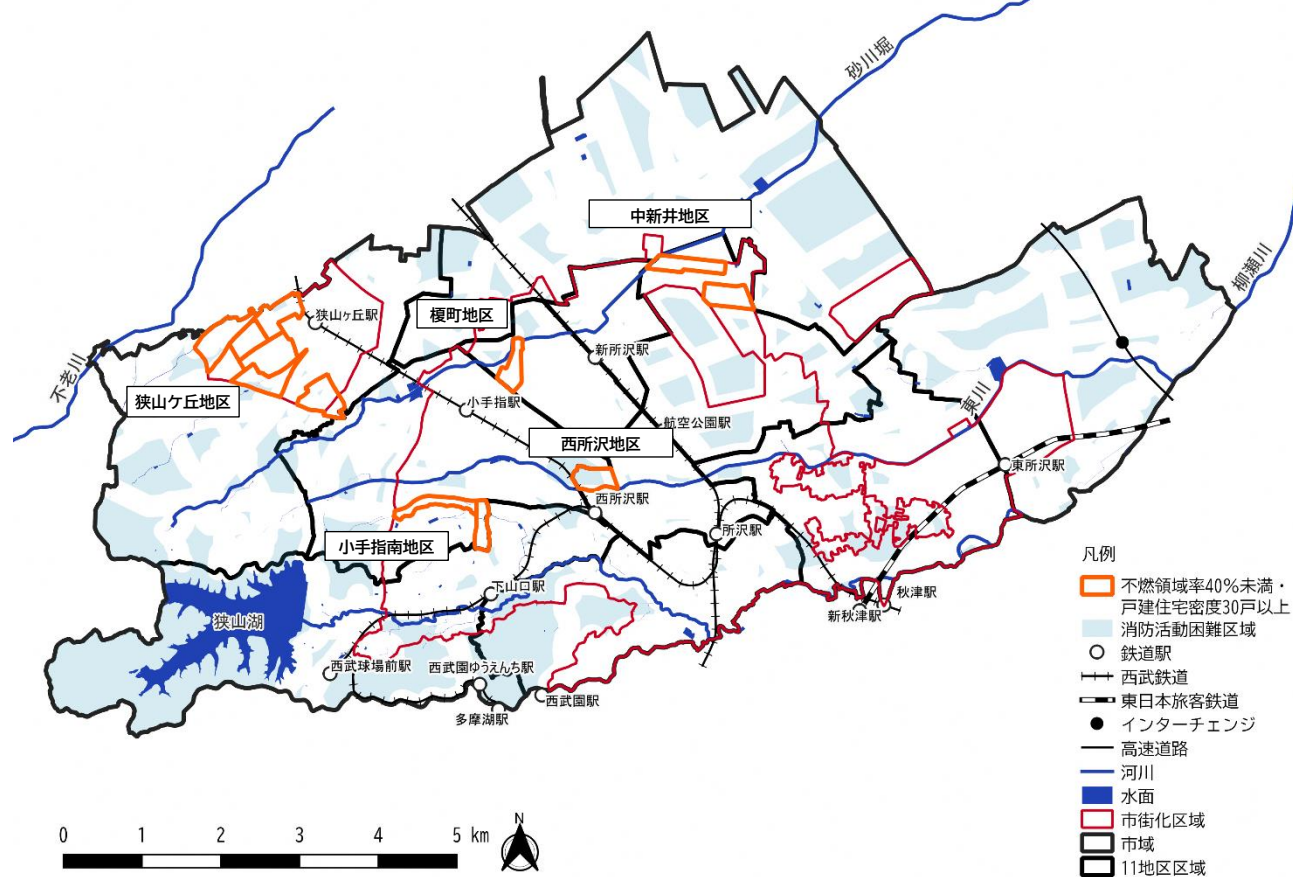 砂川堀
中新井地区
柳瀬川
榎町地区
狭山ヶ丘駅
新所沢駅
不老川
狭山ケ丘地区
小手指駅
航空公園駅
東川
西所沢地区
東所沢駅
西所沢駅
所沢駅
小手指南地区
下山口駅
秋津駅
新秋津駅
狭山湖
西武球場前駅
西武園ゆうえんち駅
西武園駅
多摩湖駅
凡例
不燃領域率40%未満・
戸建住宅密度30戸以上
消防活動困難区域
鉄道駅
西武鉄道
東日本旅客鉄道
インターチェンジ
高速道路
河川
水面
市街化区域
市域
11地区区域
0 1 2 3 4 5 km
N